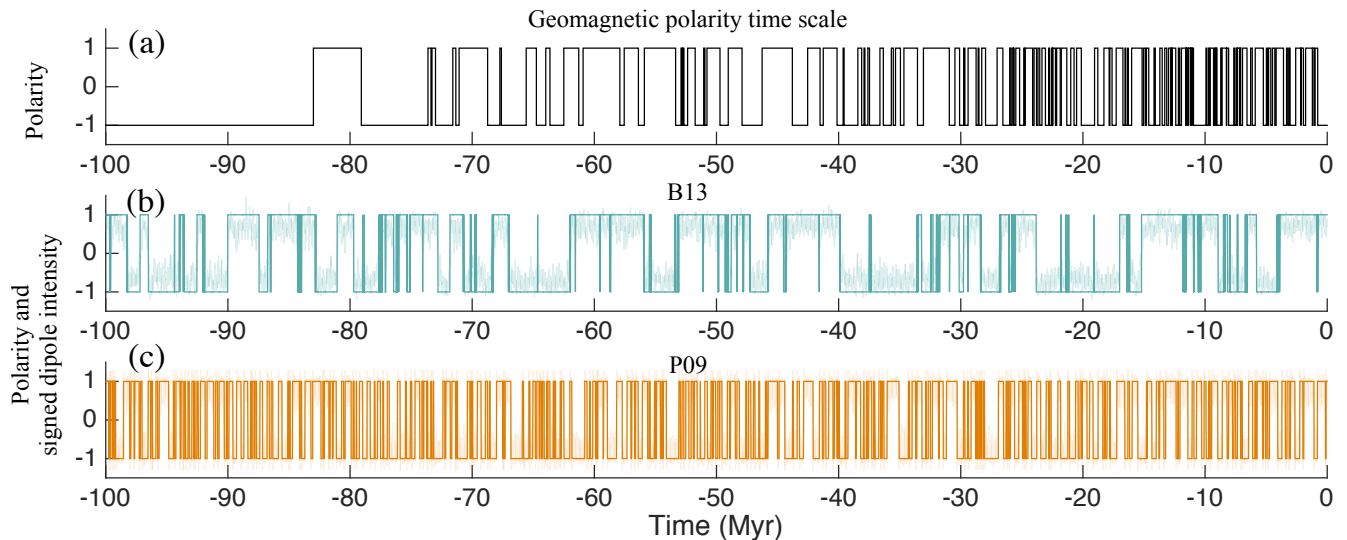 Geomagnetic polarity time scale
(a)
Polarity
1
0
-1
-100 -90 -80 -70 -60 -50 -40 -30 -20 -10 0
B13
(b)
Polarity and
signed dipole intensity
1
0
-1
-100 -90 -80 -70 -60 -50 -40 -30 -20 -10 0
P09
(c)
1
0
-1
-100 -90 -80 -70 -60 -50 -40 -30 -20 -10 0
Time (Myr)